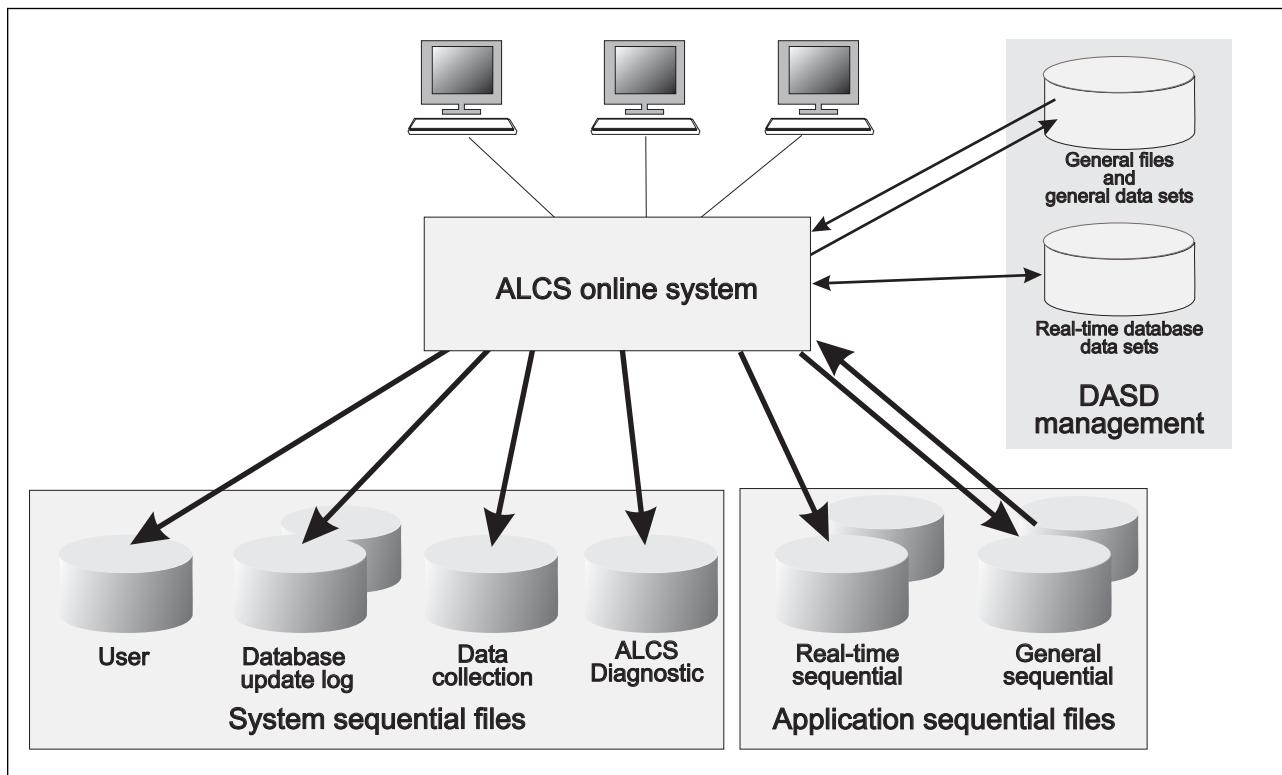 General files
and
general data sets
ALCS online system
Real-time database
data sets
DASD
management
User
Database
update log
Data
collection
ALCS
Diagnostic
System sequential files
Real-time
sequential
General
sequential
Application sequential files